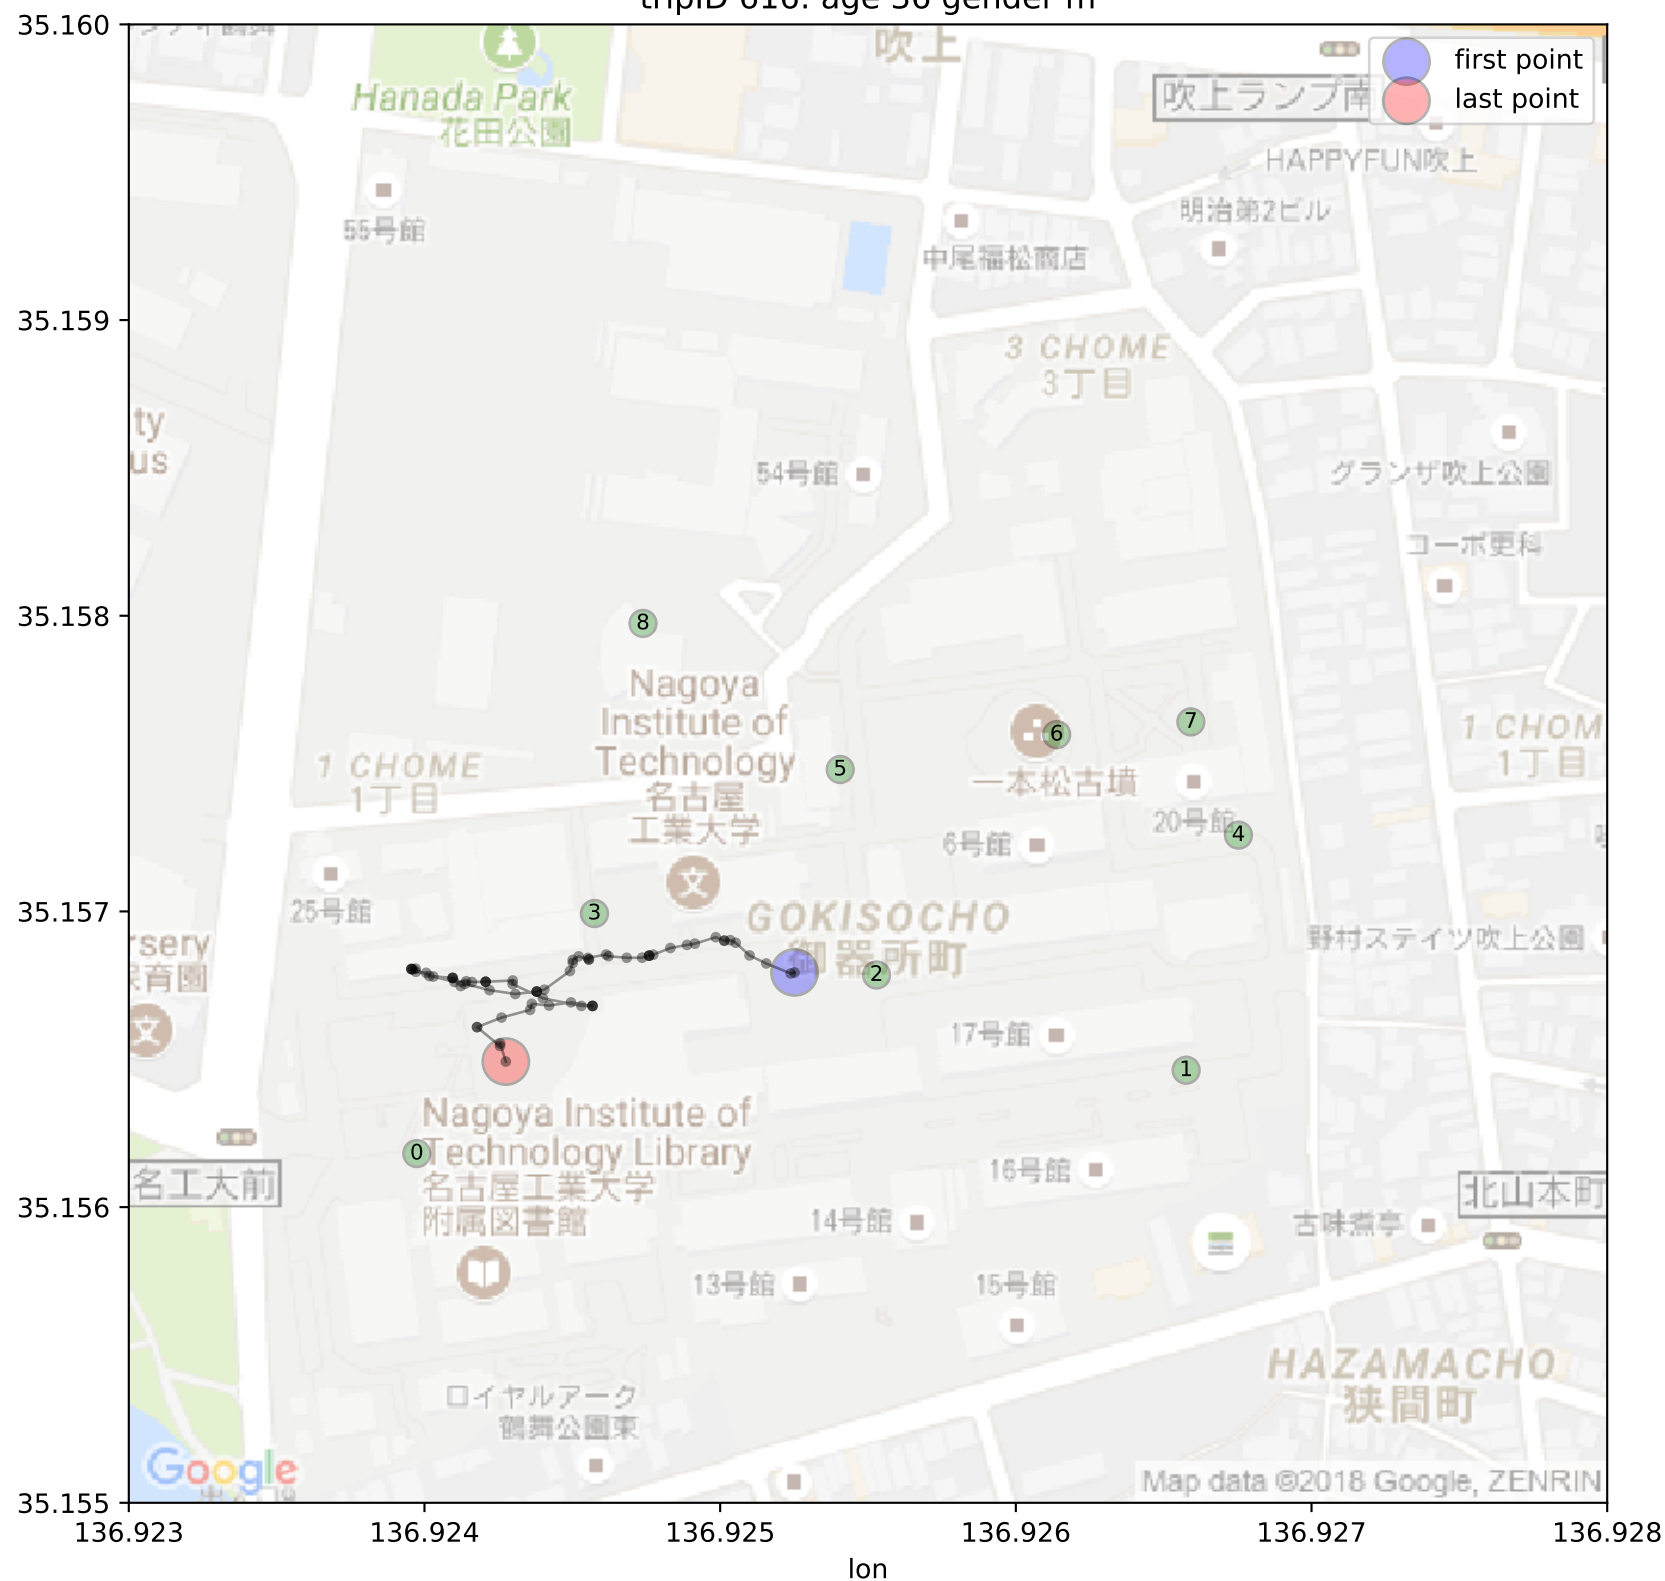 tripID 616: age 36 gender m
35.160
35.159
35.158
35.157
35.156
35.155
136.923
136.924
136.925
136.926
136.927
136.928
lon
first point
last point
吹上
吹上ランプ南
Hanada Park
花田公園
HAPPYFUN吹上
明治第2ビル
55号館
中尾福松商店
3 CHOME
3丁目
ty
us
54号館
グランザ吹上公園
コーポ更科
8
Nagoya
Institute of
Technology
名古屋
工業大学
7
6
1 CHOM
1丁目
1 CHOME
1丁目
5
一本松古墳
20号館
4
6号館
25号館
3
GOKISOCHO
御器所町
野村ステイツ吹上公園
rsery
保育園
2
17号館
1
Nagoya Institute of
Technology Library
名古屋工業大学
附属図書館
0
名工大前
16号館
北山本町
14号館
古味煮亭
13号館
15号館
HAZAMACHO
狭間町
ロイヤルアーク
鶴舞公園東
Google
Map data ©2018 Google, ZENRIN